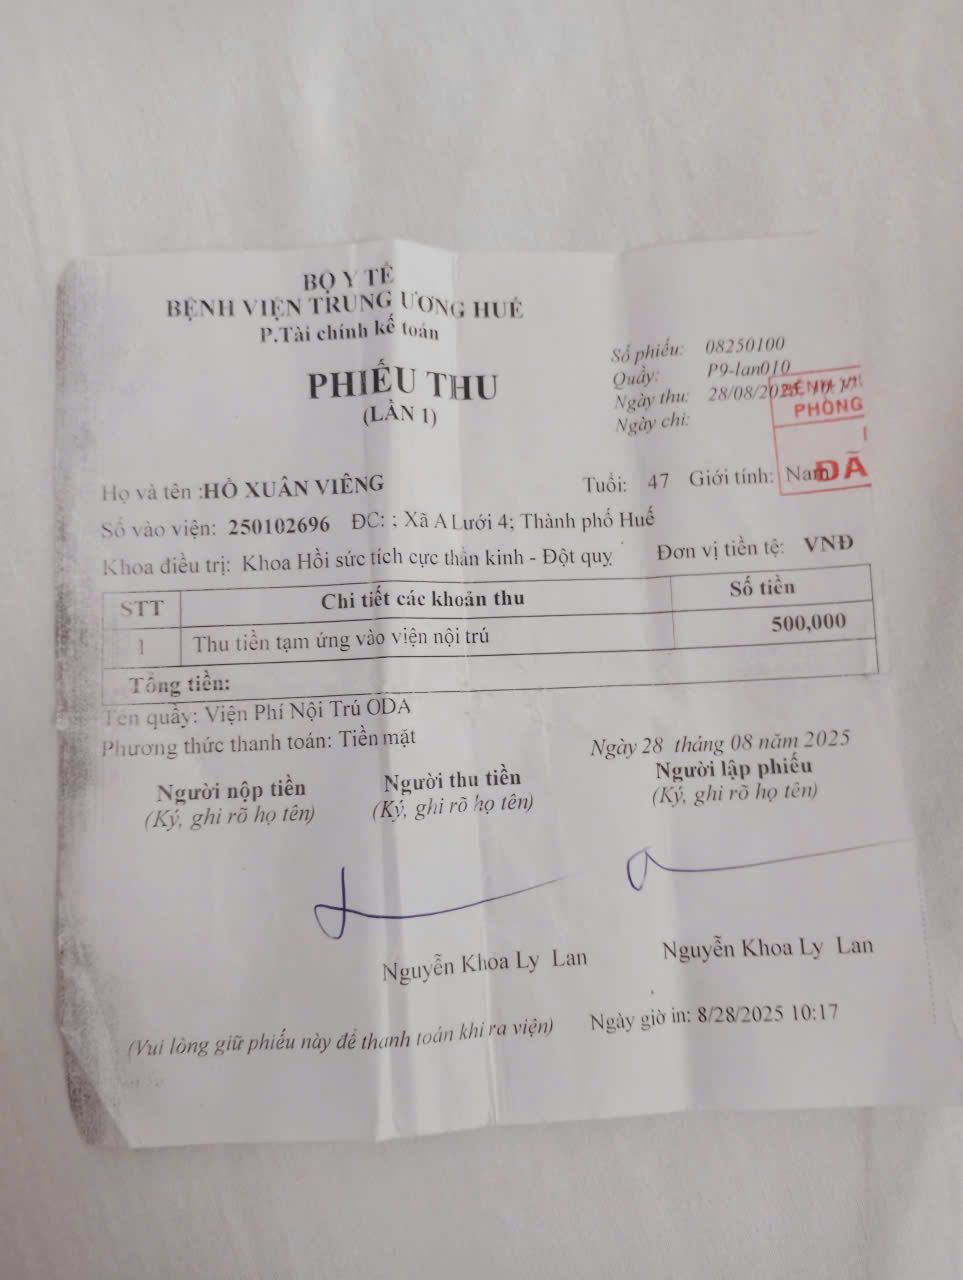 BỘ Y TẾ
BỆNH VIỆN TRUNG ƯƠNG HUẾ
P.Tài chính kế toán
PHIẾU THU
(LẦN 1)
Số phiếu: 08250100
Quầy: P9-lan010
Ngày thu: 28/08/2025 10:17
Ngày chi:
BỆNH VI
PHÒNG
ĐÃ
Họ và tên :HỒ XUÂN VIÊNG Tuổi: 47 Giới tính: Nam
Số vào viện: 250102696 ĐC: ; Xã A Lưới 4; Thành phố Huế
Khoa điều trị: Khoa Hồi sức tích cực thần kinh - Đột quỵ Đơn vị tiền tệ: VNĐ
STT Chi tiết các khoản thu Số tiền
1 Thu tiền tạm ứng vào viện nội trú 500,000
Tổng tiền:
Tên quầy: Viện Phí Nội Trú ODA
Phương thức thanh toán: Tiền mặt
Ngày 28 tháng 08 năm 2025
Người nộp tiền Người thu tiền Người lập phiếu
(Ký, ghi rõ họ tên) (Ký, ghi rõ họ tên) (Ký, ghi rõ họ tên)
Nguyễn Khoa Ly Lan Nguyễn Khoa Ly Lan
(Vui lòng giữ phiếu này để thanh toán khi ra viện) Ngày giờ in: 8/28/2025 10:17